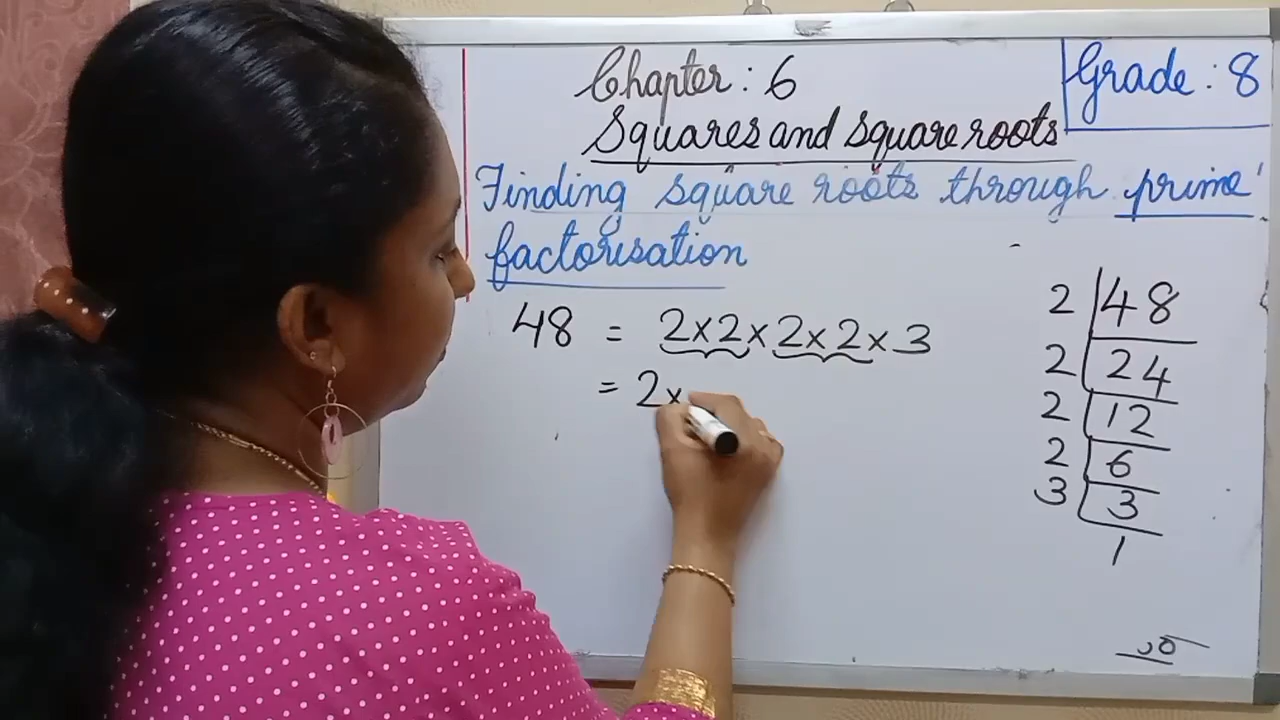 Chapter : 6
Grade : 8
Squares and square roots
Finding square roots through prime
factorisation
48 = 2×2×2×2×3
= 2×
2 48
2 24
2 12
2 6
3 3
1